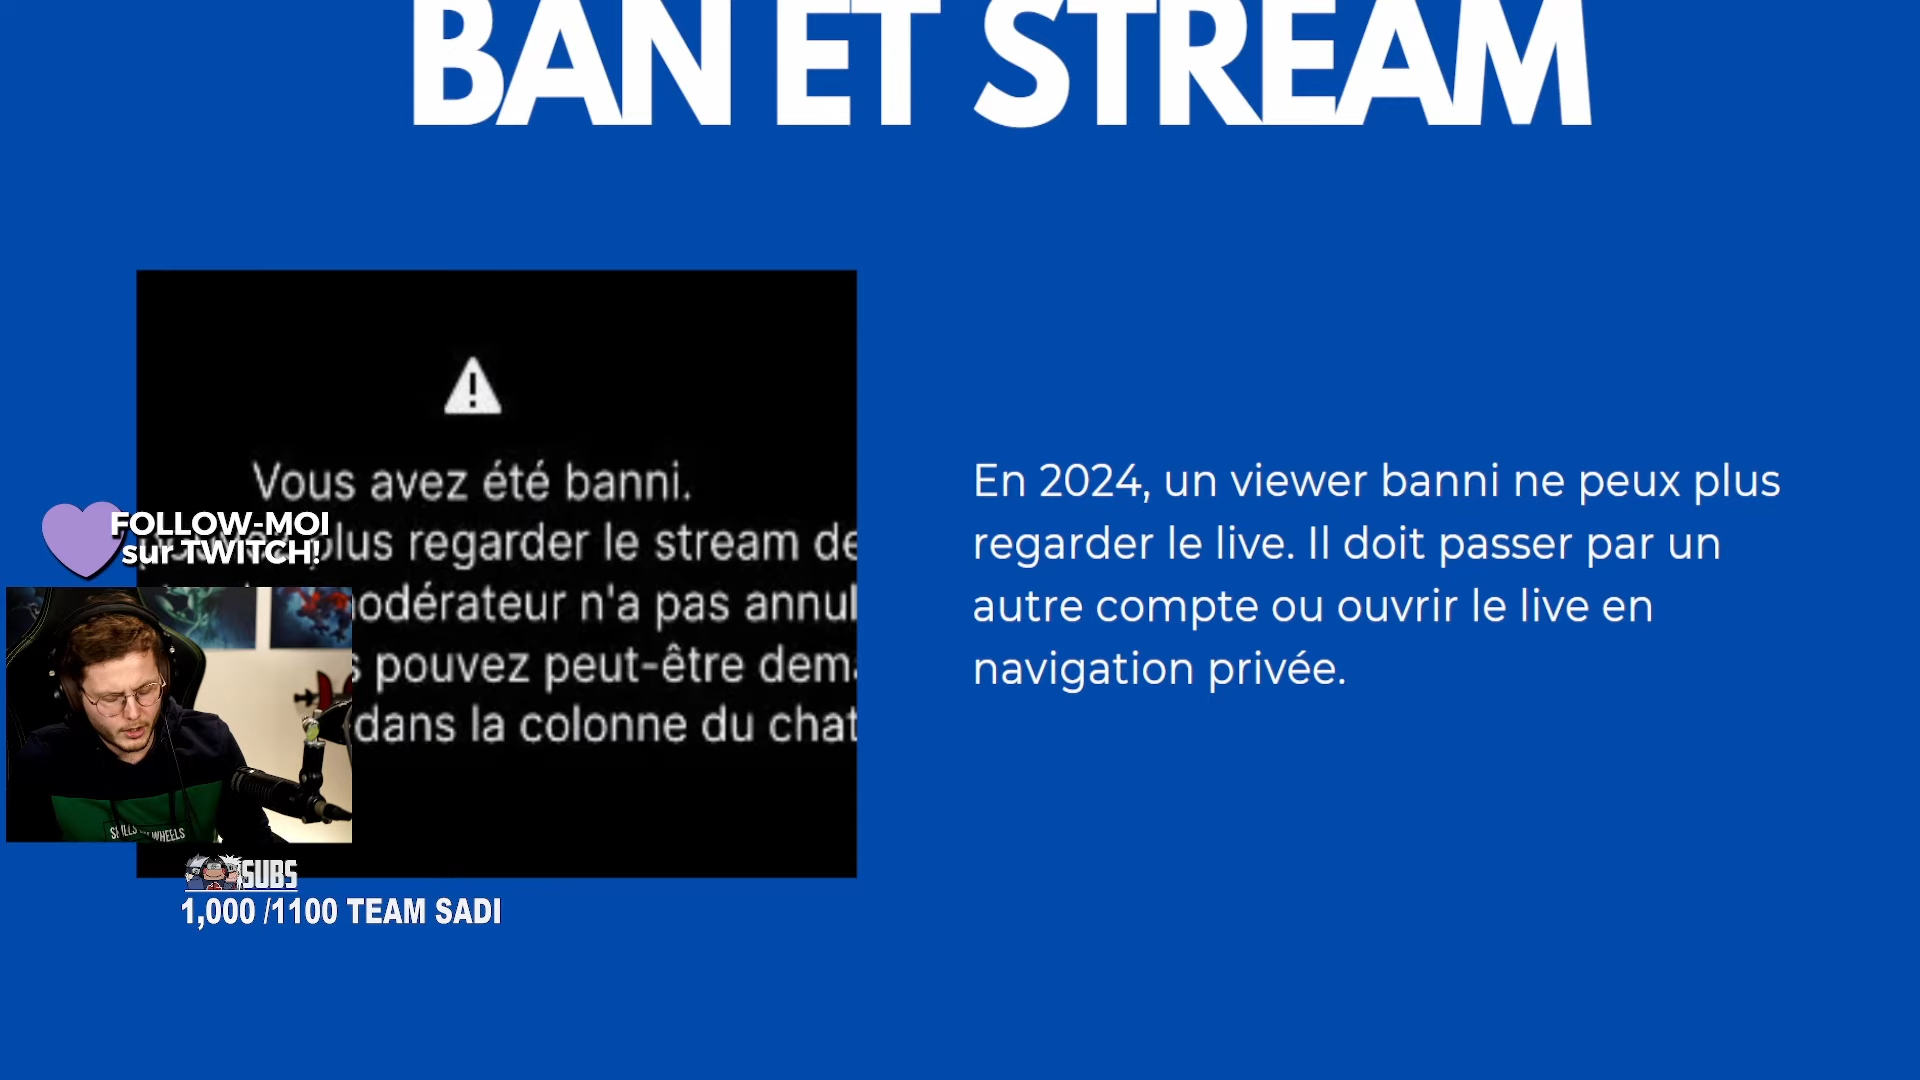 BAN ET STREAM
Vous avez été banni.
plus regarder le stream de
modérateur n'a pas annul
pouvez peut-être dema
dans la colonne du chat
En 2024, un viewer banni ne peux plus
regarder le live. Il doit passer par un
autre compte ou ouvrir le live en
navigation privée.
FOLLOW-MOI
sur TWITCH!
WHEELS
SUBS
1,000 /1100 TEAM SADI